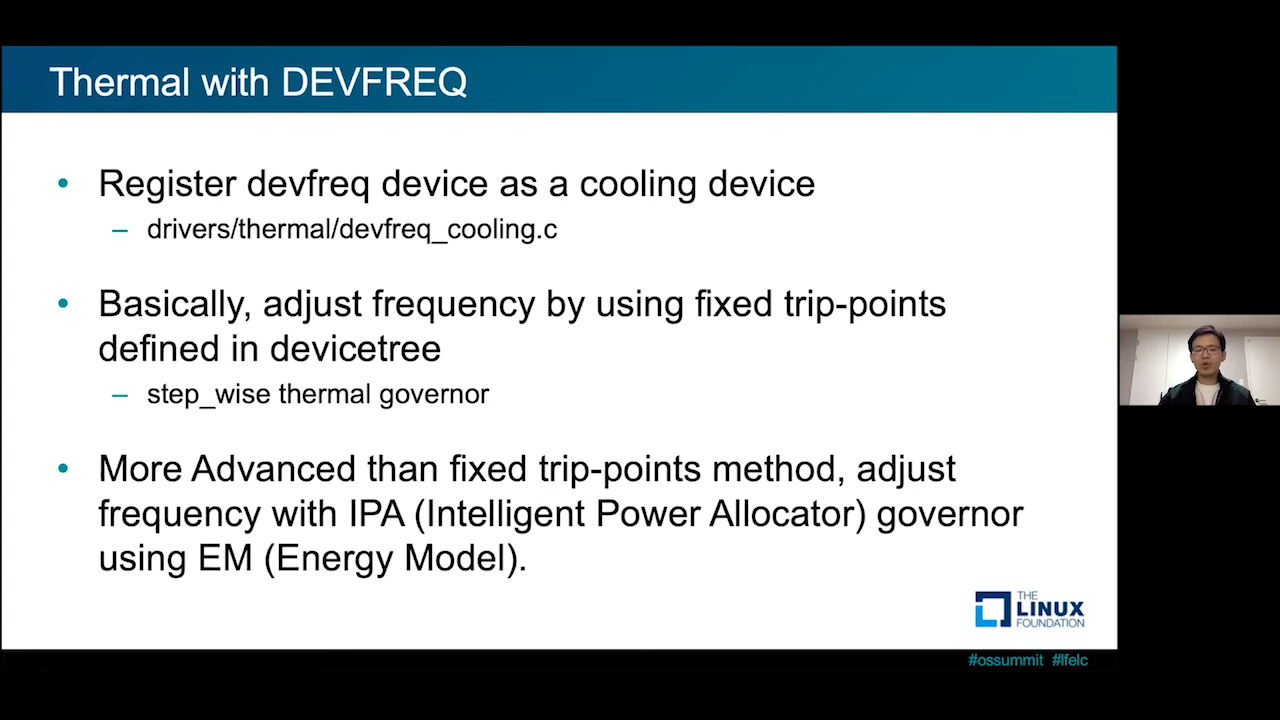 Thermal with DEVFREQ
• Register devfreq device as a cooling device
– drivers/thermal/devfreq_cooling.c
• Basically, adjust frequency by using fixed trip-points
defined in devicetree
– step_wise thermal governor
• More Advanced than fixed trip-points method, adjust
frequency with IPA (Intelligent Power Allocator) governor
using EM (Energy Model).
THE
LINUX
FOUNDATION
#ossummit #lfelc